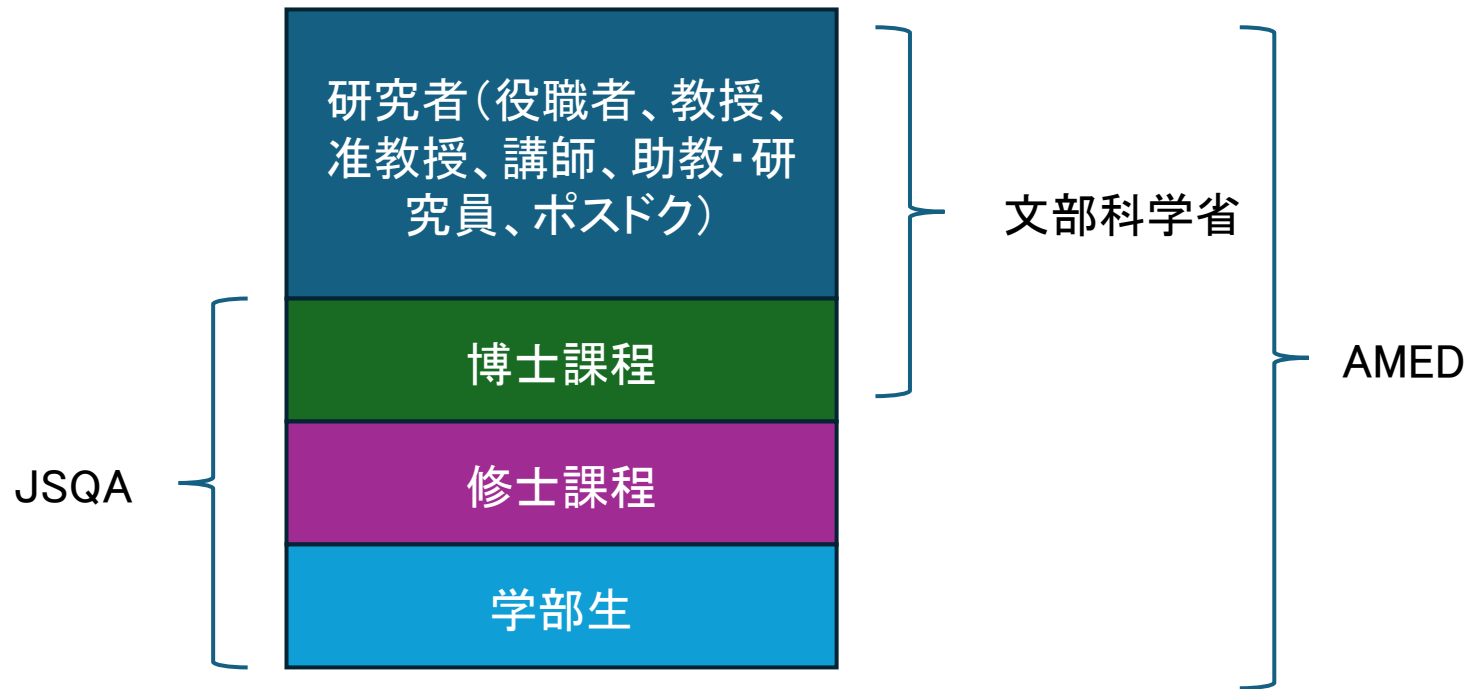 研究者(役職者、教授、
准教授、講師、助教・研
究員、ポスドク)
文部科学省
博士課程
AMED
修士課程
JSQA
学部生